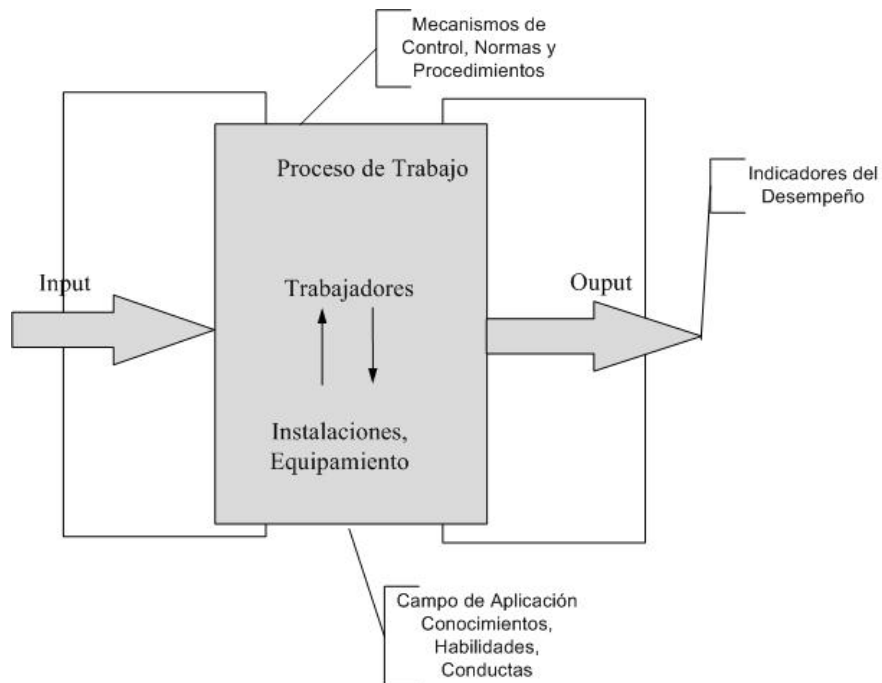 Mecanismos de
Control, Normas y
Procedimientos
Proceso de Trabajo
Indicadores del
Desempeño
Input
Trabajadores
Ouput
Instalaciones,
Equipamiento
Campo de Aplicación
Conocimientos,
Habilidades,
Conductas